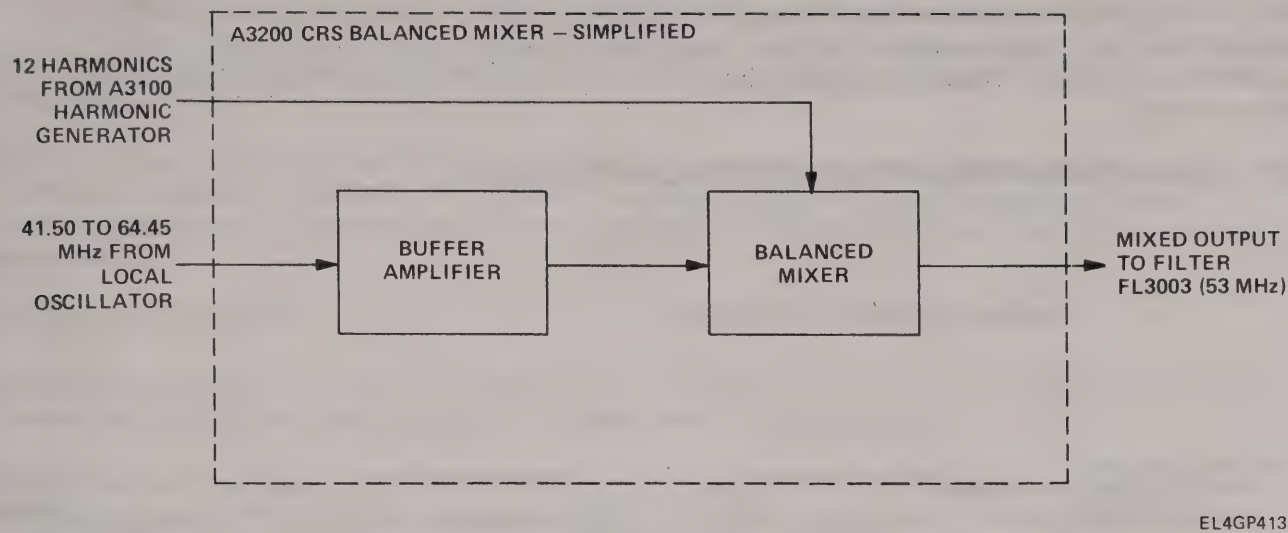 A3200 CRS BALANCED MIXER – SIMPLIFIED
12 HARMONICS
FROM A3100
HARMONIC
GENERATOR
41.50 TO 64.45
MHz FROM
LOCAL
OSCILLATOR
BUFFER
AMPLIFIER
BALANCED
MIXER
MIXED OUTPUT
TO FILTER
FL3003 (53 MHz)
EL4GP413